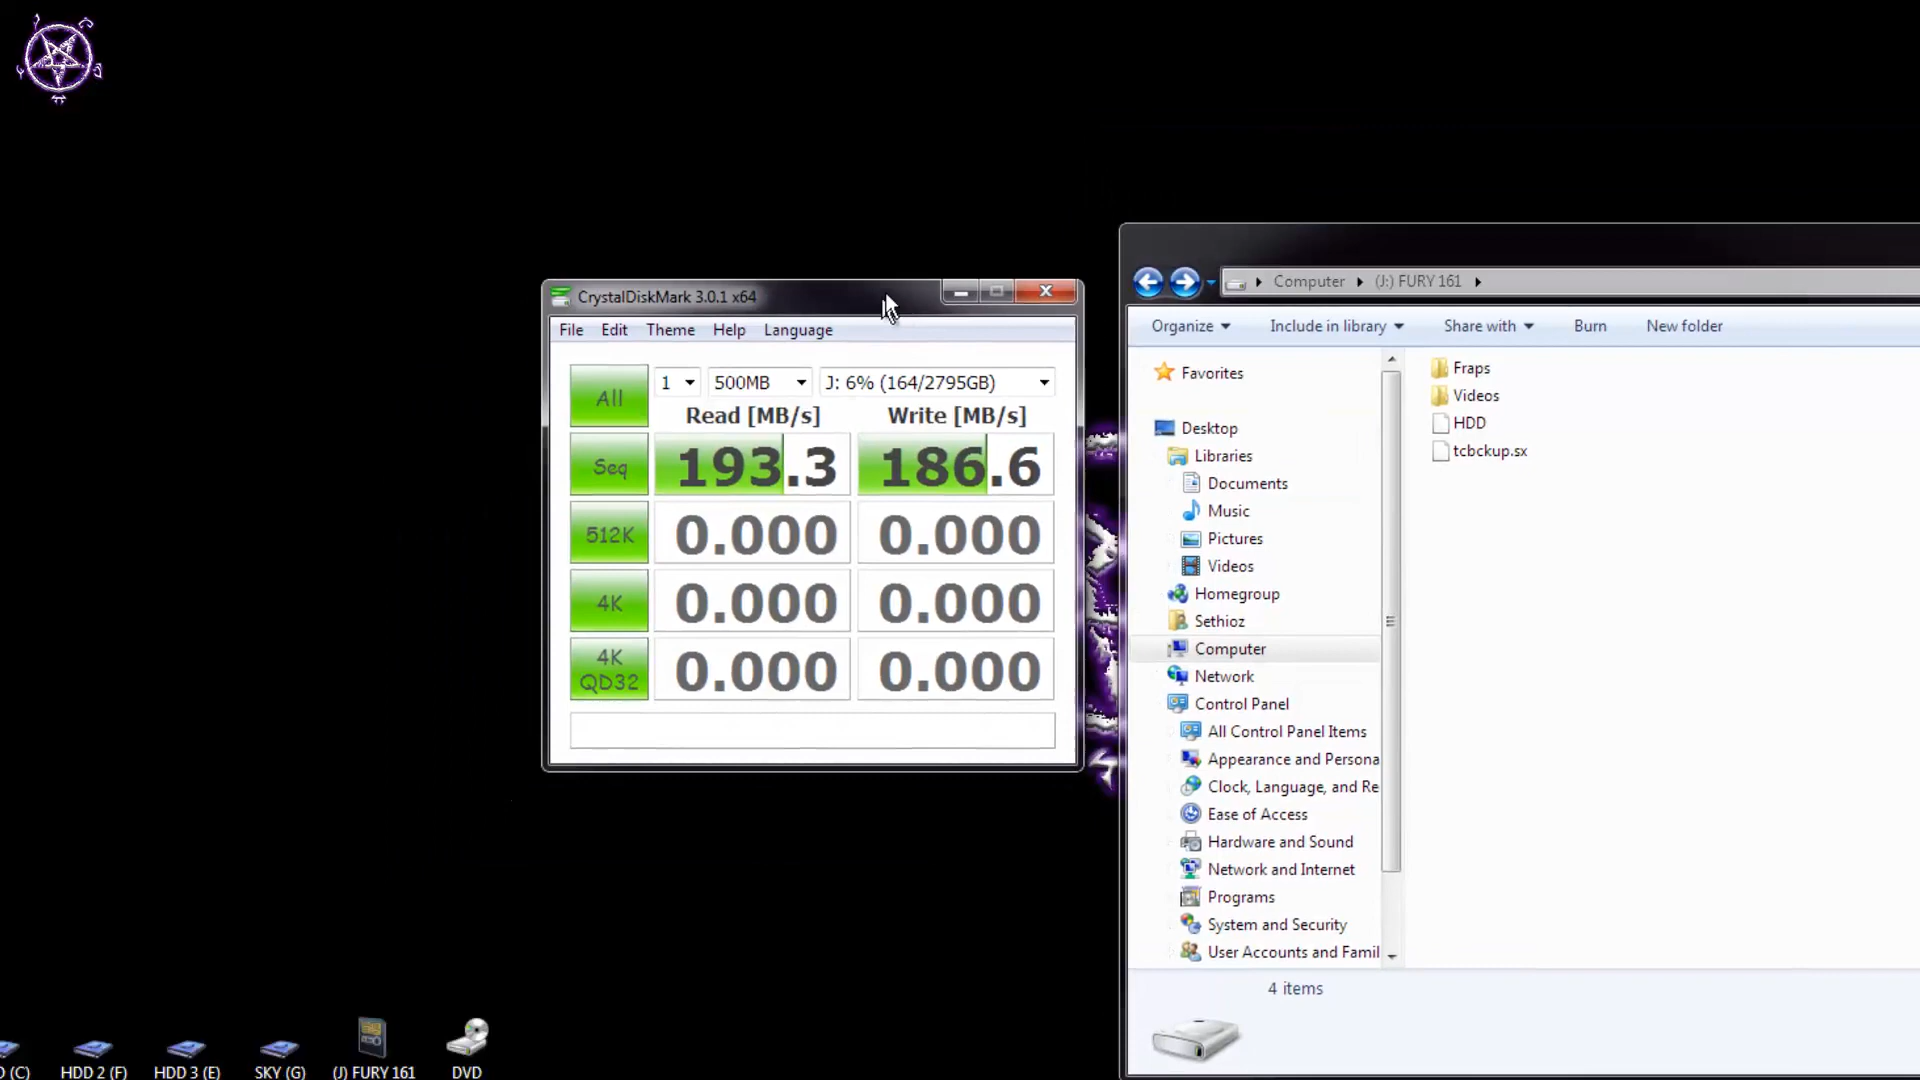 CrystalDiskMark 3.0.1 x64
File Edit Theme Help Language
All 1 500MB J: 6% (164/2795GB)
Read [MB/s] Write [MB/s]
Seq 193.3 186.6
512K 0.000 0.000
4K 0.000 0.000
4K
QD32 0.000 0.000
Computer (J:) FURY 161
Organize Include in library Share with Burn New folder
Favorites
Desktop
Libraries
Documents
Music
Pictures
Videos
Homegroup
Sethioz
Computer
Network
Control Panel
All Control Panel Items
Appearance and Persona
Clock, Language, and Re
Ease of Access
Hardware and Sound
Network and Internet
Programs
System and Security
User Accounts and Famil
Fraps
Videos
HDD
tcbckup.sx
4 items
(C) HDD 2 (F) HDD 3 (E) SKY (G) (J) FURY 161 DVD